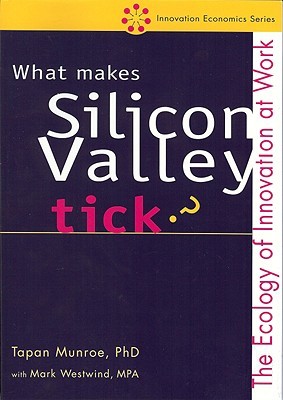 Innovation Economics Series
What makes
Silicon
Valley
tick?
The Ecology of Innovation at Work
Tapan Munroe, PhD
with Mark Westwind, MPA